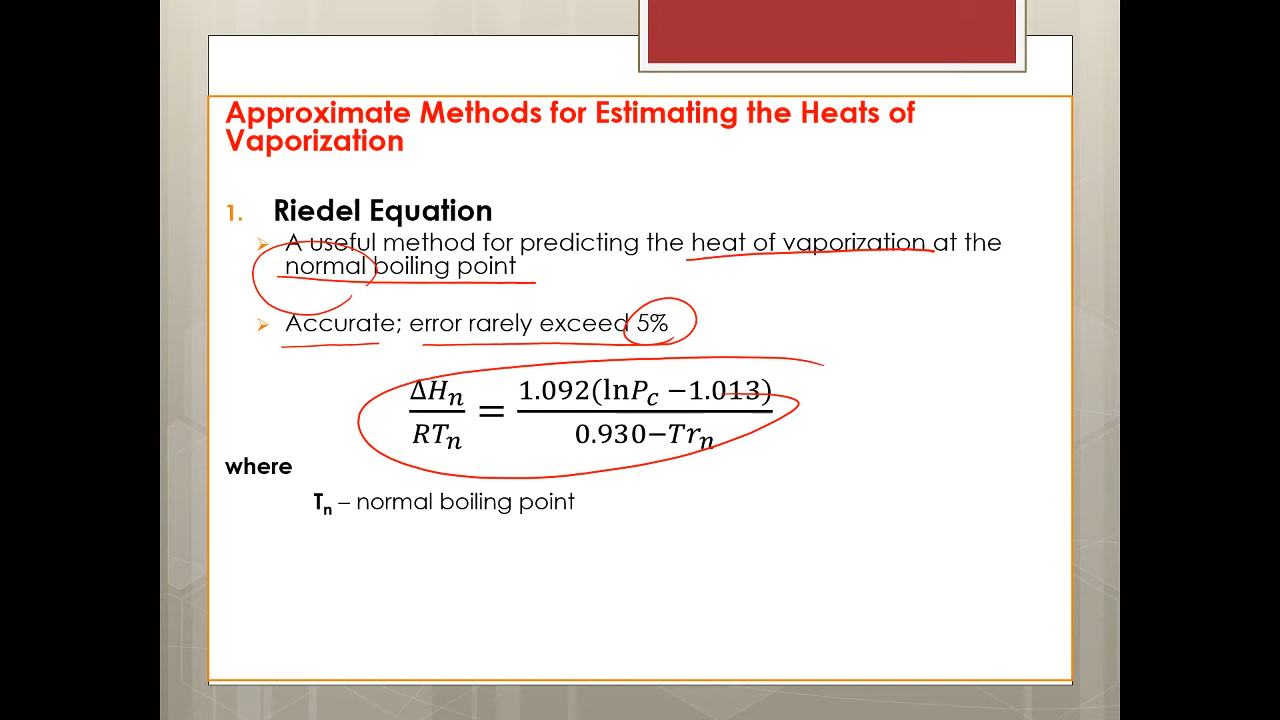 Approximate Methods for Estimating the Heats of
Vaporization
1. Riedel Equation
➢ A useful method for predicting the heat of vaporization at the
normal boiling point
➢ Accurate; error rarely exceed 5%
ΔHₙ / RTₙ = 1.092(lnP_c −1.013) / 0.930−Trₙ
where
Tₙ – normal boiling point